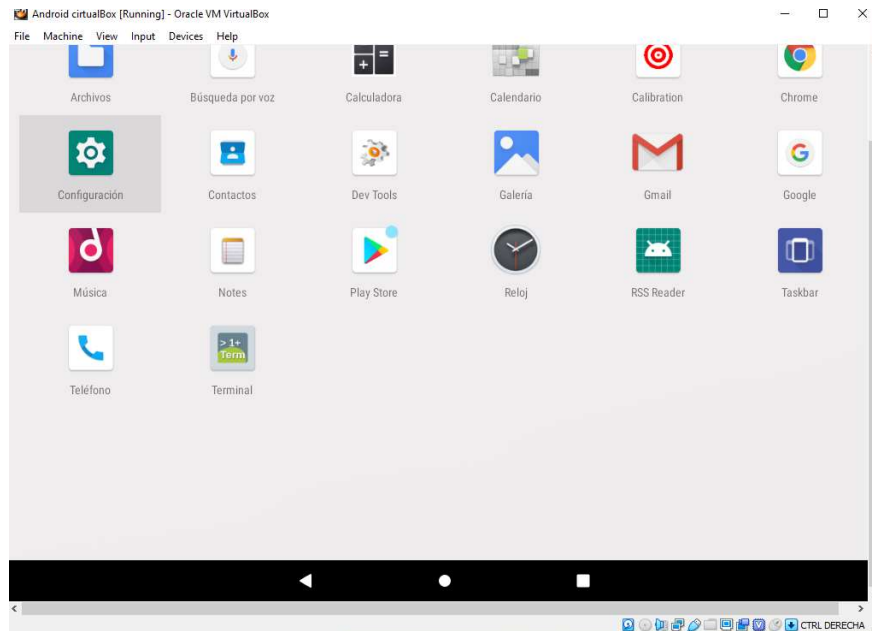 Android cirtualBox [Running] - Oracle VM VirtualBox
File Machine View Input Devices Help
Archivos Búsqueda por voz Calculadora Calendario Calibration Chrome
Configuración Contactos Dev Tools Galería Gmail Google
Música Notes Play Store Reloj RSS Reader Taskbar
> 1+
Term
Teléfono Terminal
CTRL DERECHA